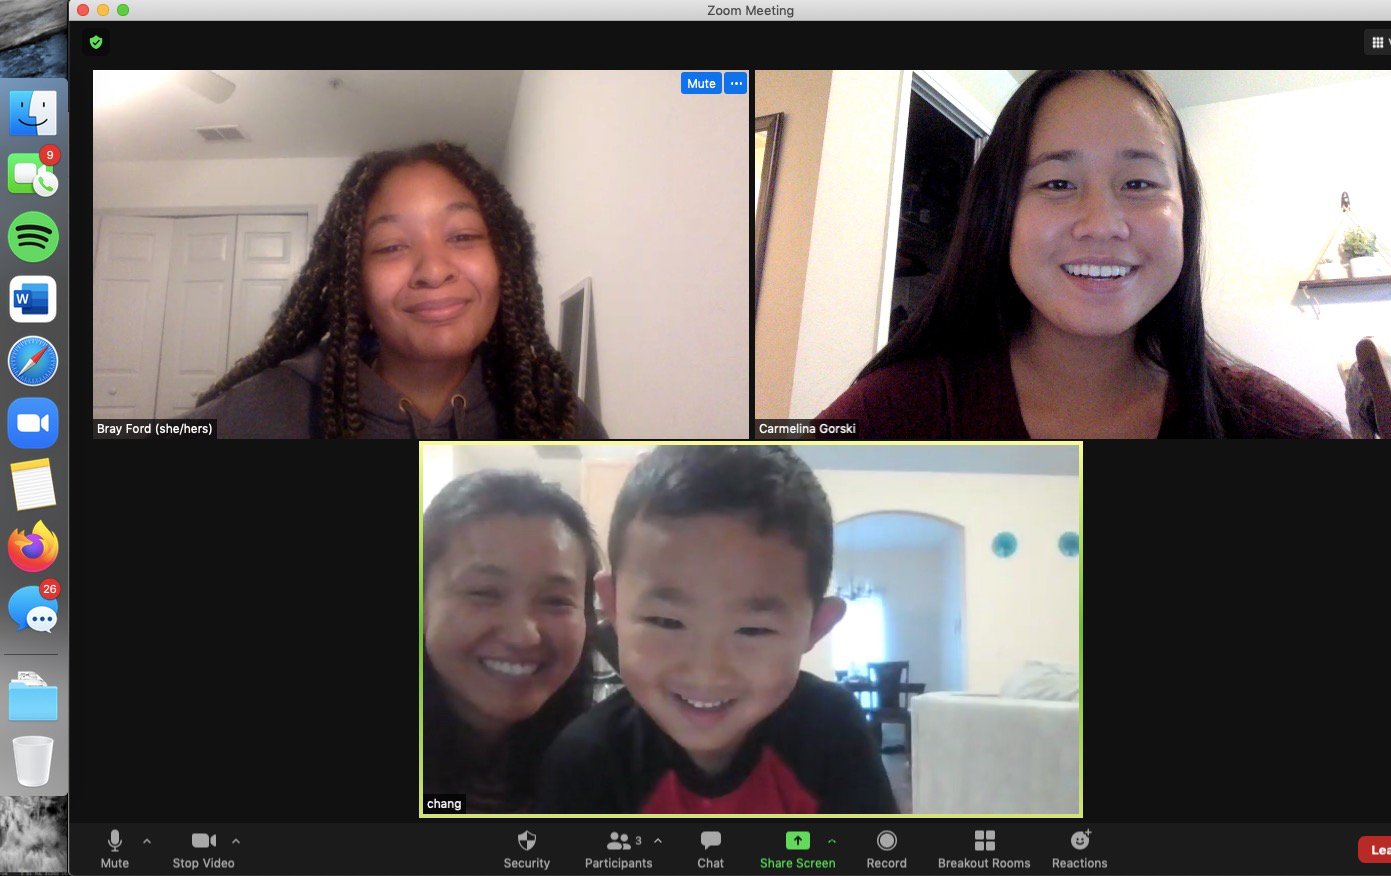 Zoom Meeting
Mute
Bray Ford (she/hers)
Carmelina Gorski
chang
9
W
26
Mute
Stop Video
Security
Participants
3
Chat
Share Screen
Record
Breakout Rooms
Reactions
Lea